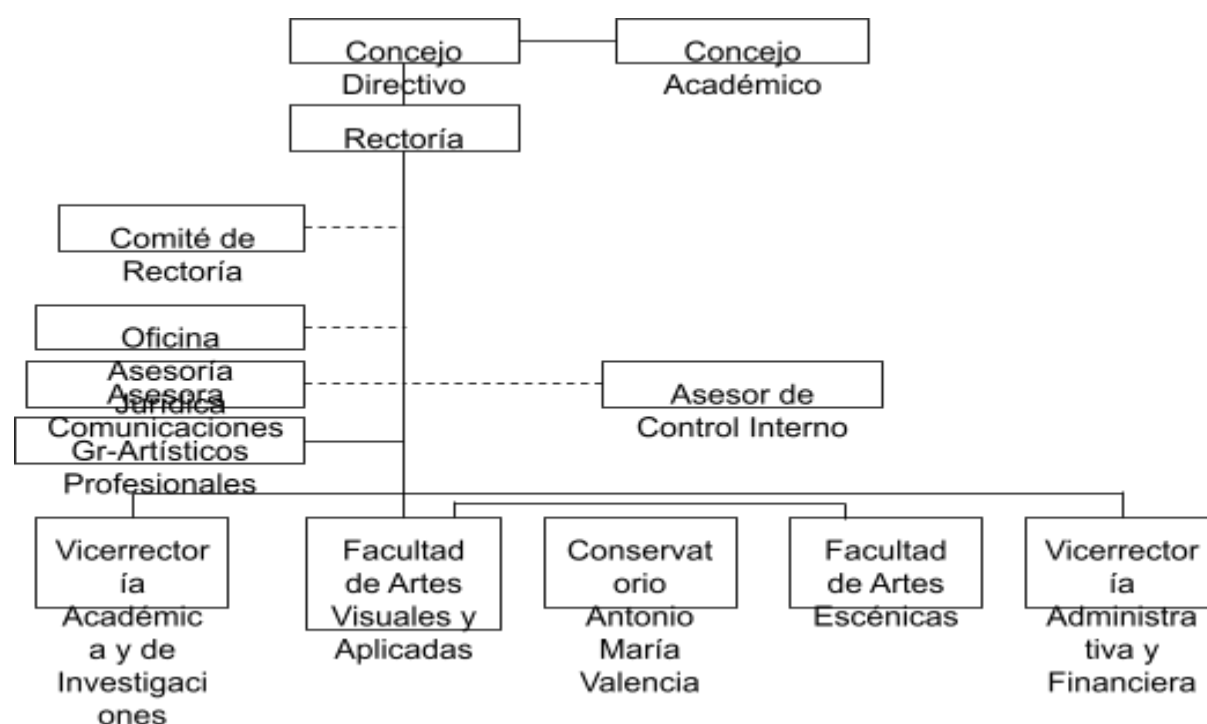 Concejo
Directivo
Concejo
Académico
Rectoría
Comité de
Rectoría
Oficina
Asesoría
Jurídica
Asesora
Comunicaciones
Gr-Artísticos
Profesionales
Asesor de
Control Interno
Vicerrector
ía
Académic
a y de
Investigaci
ones
Facultad
de Artes
Visuales y
Aplicadas
Conservat
orio
Antonio
María
Valencia
Facultad
de Artes
Escénicas
Vicerrector
ía
Administra
tiva y
Financiera